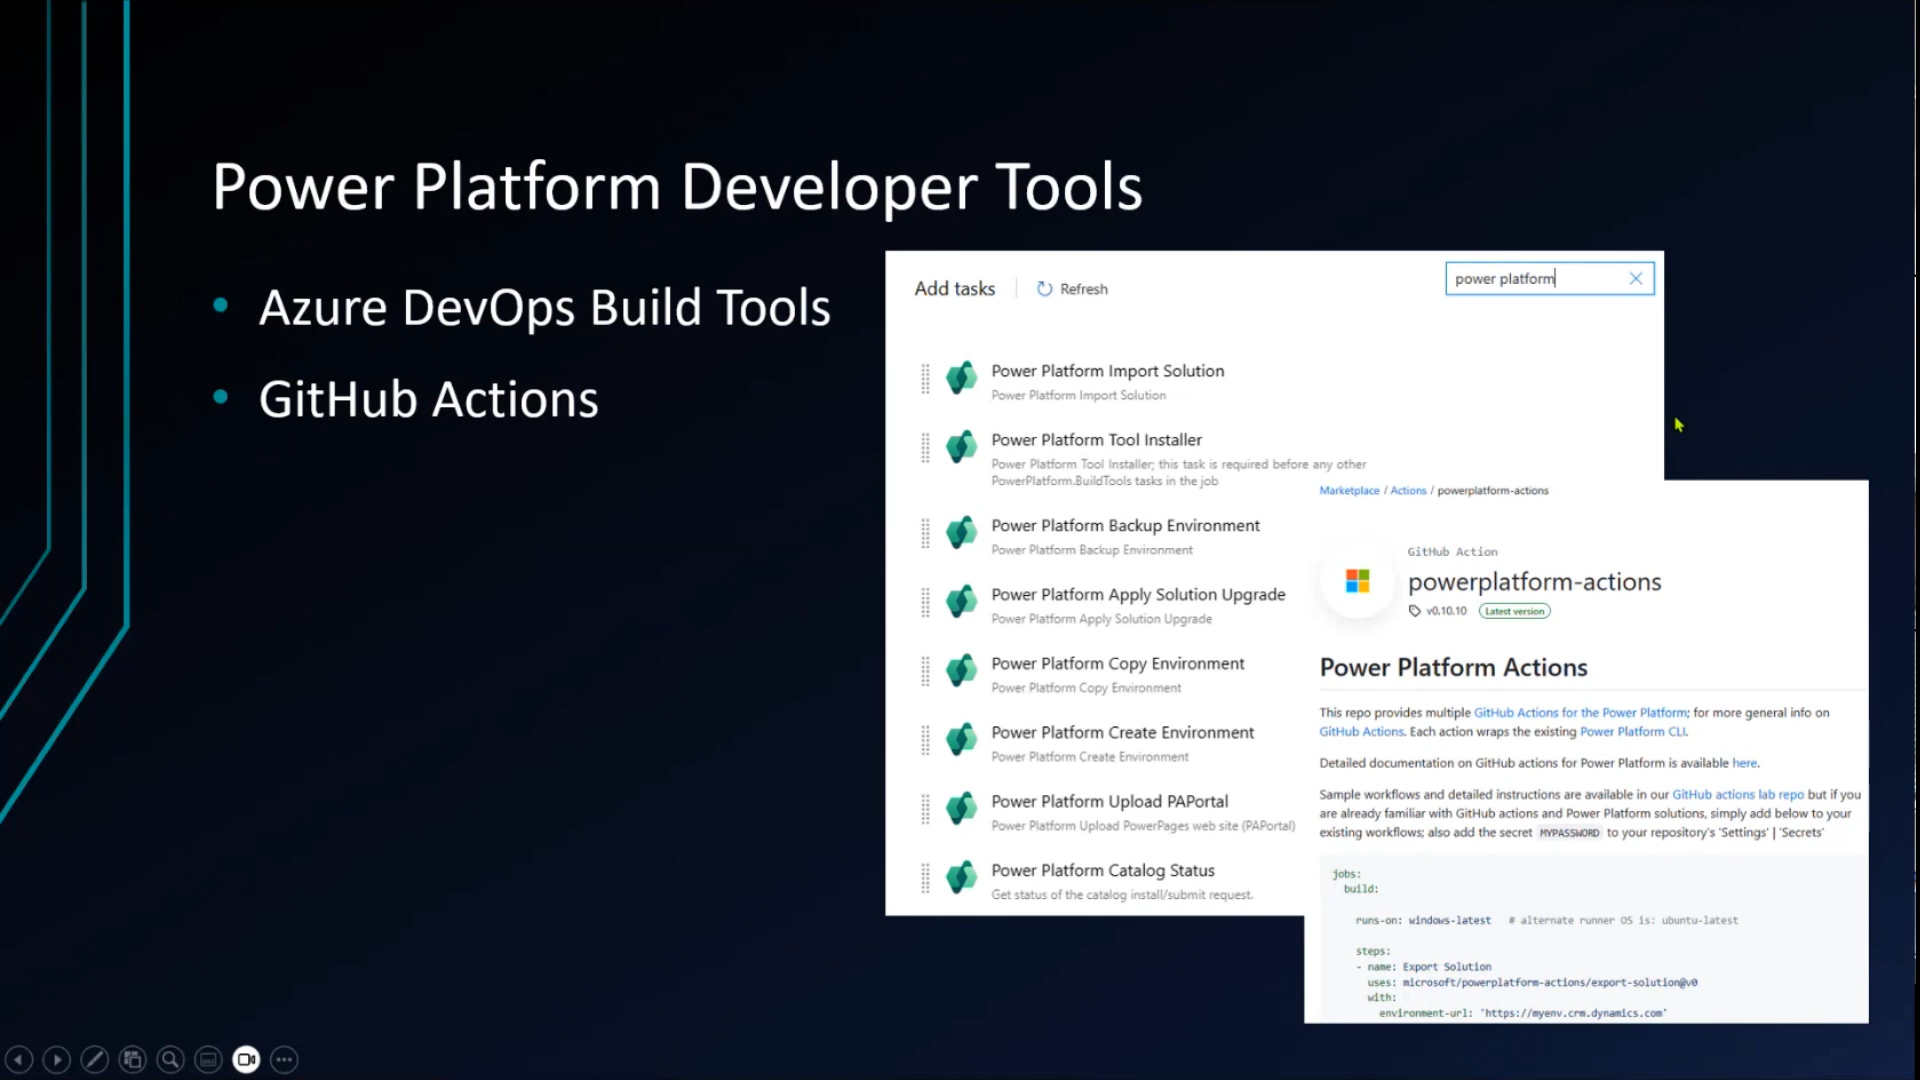 Power Platform Developer Tools
• Azure DevOps Build Tools
• GitHub Actions
Add tasks
Refresh
power platform
Power Platform Import Solution
Power Platform Import Solution
Power Platform Tool Installer
Power Platform Tool Installer; this task is required before any other
PowerPlatform.BuildTools tasks in the job
Power Platform Backup Environment
Power Platform Backup Environment
Power Platform Apply Solution Upgrade
Power Platform Apply Solution Upgrade
Power Platform Copy Environment
Power Platform Copy Environment
Power Platform Create Environment
Power Platform Create Environment
Power Platform Upload PAPortal
Power Platform Upload PowerPages web site (PAPortal)
Power Platform Catalog Status
Get status of the catalog install/submit request.
Marketplace / Actions / powerplatform-actions
GitHub Action
powerplatform-actions
v0.10.10 Latest version
Power Platform Actions
This repo provides multiple GitHub Actions for the Power Platform; for more general info on
GitHub Actions. Each action wraps the existing Power Platform CLI.
Detailed documentation on GitHub actions for Power Platform is available here.
Sample workflows and detailed instructions are available in our GitHub actions lab repo but if you
are already familiar with GitHub actions and Power Platform solutions, simply add below to your
existing workflows; also add the secret MYPASSWORD to your repository's 'Settings' | 'Secrets'
jobs:
build:
runs-on: windows-latest # alternate runner OS is: ubuntu-latest
steps:
- name: Export Solution
uses: microsoft/powerplatform-actions/export-solution@v0
with:
environment-url: 'https://myenv.crm.dynamics.com'